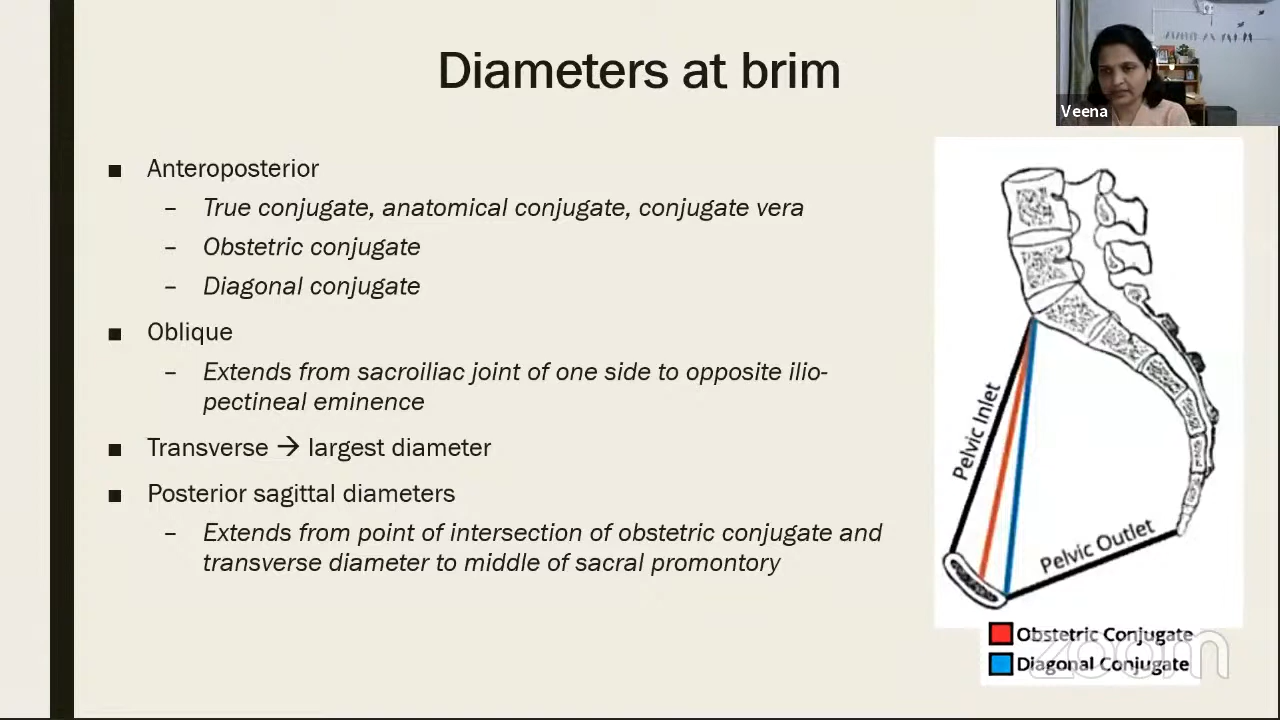 Diameters at brim
Veena
■ Anteroposterior
– True conjugate, anatomical conjugate, conjugate vera
– Obstetric conjugate
– Diagonal conjugate
■ Oblique
– Extends from sacroiliac joint of one side to opposite ilio-
pectineal eminence
■ Transverse → largest diameter
■ Posterior sagittal diameters
– Extends from point of intersection of obstetric conjugate and
transverse diameter to middle of sacral promontory
Pelvic Inlet
Pelvic Outlet
Obstetric Conjugate
Diagonal Conjugate
zoom